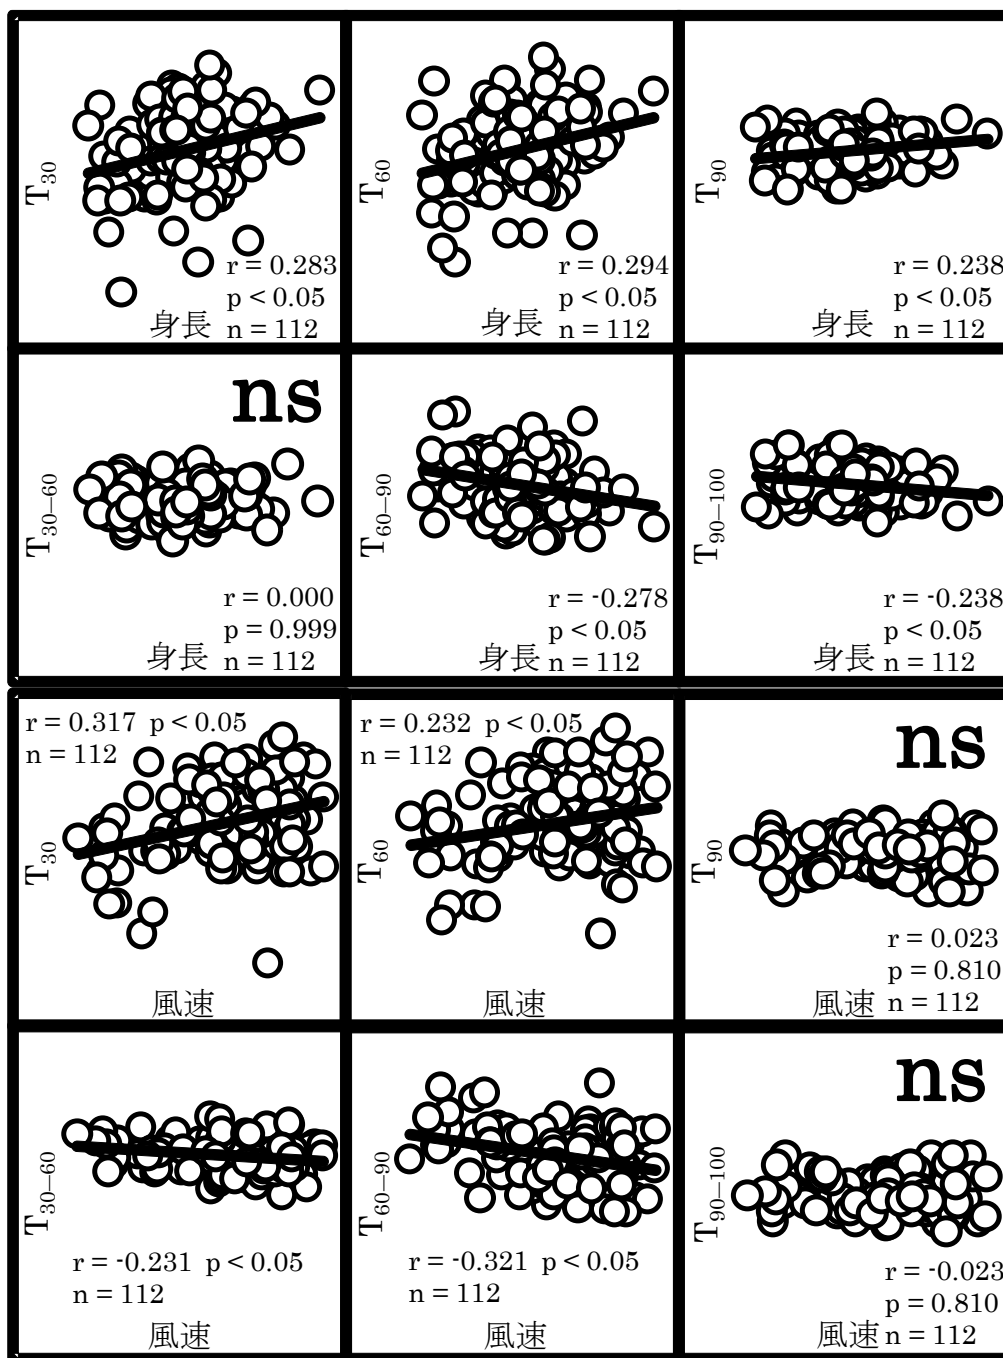 T30
r = 0.283
p < 0.05
身長 n = 112
T60
r = 0.294
p < 0.05
身長 n = 112
T90
r = 0.238
p < 0.05
身長 n = 112
ns
T30–60
r = 0.000
p = 0.999
身長 n = 112
T60–90
r = -0.278
p < 0.05
身長 n = 112
T90–100
r = -0.238
p < 0.05
身長 n = 112
r = 0.317 p < 0.05
n = 112
T30
風速
r = 0.232 p < 0.05
n = 112
T60
風速
ns
T90
r = 0.023
p = 0.810
風速 n = 112
T30–60
r = -0.231 p < 0.05
n = 112
風速
T60–90
r = -0.321 p < 0.05
n = 112
風速
ns
T90–100
r = -0.023
p = 0.810
風速 n = 112